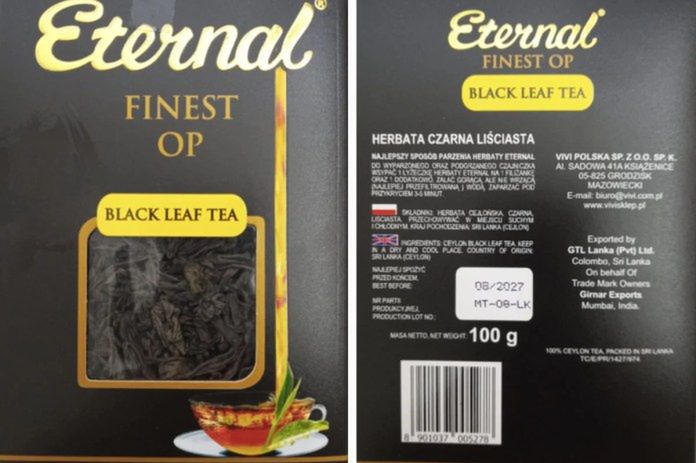 Eternal®
FINEST
OP
BLACK LEAF TEA
Eternal®
FINEST OP
BLACK LEAF TEA
HERBATA CZARNA LIŚCIASTA
NAJLEPSZY SPOSÓB PARZENIA HERBATY ETERNAL
DO WYPARZONEGO ORAZ PODGRZANEGO CZAJNICZKA
WSYPAĆ 1 ŁYŻECZKĘ HERBATY ETERNAL NA 1 FILIŻANKĘ
ORAZ 1 DODATKOWO. ZALAĆ GORĄCĄ, ALE NIE WRZĄCĄ
(NAJLEPIEJ PRZEFILTROWANĄ) WODĄ, ZAPARZAĆ POD
PRZYKRYCIEM 3-5 MINUT.
SKŁADNIKI: HERBATA CEJLOŃSKA, CZARNA,
LIŚCIASTA. PRZECHOWYWAĆ W MIEJSCU SUCHYM
I CHŁODNYM. KRAJ POCHODZENIA: SRI LANKA (CEJLON)
INGREDIENTS: CEYLON BLACK LEAF TEA. KEEP
IN A DRY AND COOL PLACE. COUNTRY OF ORIGIN:
SRI LANKA (CEYLON)
NAJLEPIEJ SPOŻYĆ
PRZED KOŃCEM,
BEST BEFORE:
08/2027
NR PARTII
PRODUKCYJNEJ,
PRODUCTION LOT NO.:
MT-08-LK
MASA NETTO, NET WEIGHT: 100 g
8 901037 005278
VIVI POLSKA SP. Z O.O. SP. K.
Al. SADOWA 41A KSIĄŻENICE
05-825 GRODZISK
MAZOWIECKI
E-mail: biuro@vivi.com.pl
www.vivisklep.pl
Exported by
GTL Lanka (Pvt) Ltd.
Colombo, Sri Lanka
On behalf Of
Trade Mark Owners
Girnar Exports
Mumbai, India.
100% CEYLON TEA, PACKED IN SRI LANKA
TC/E/PR/1427/974